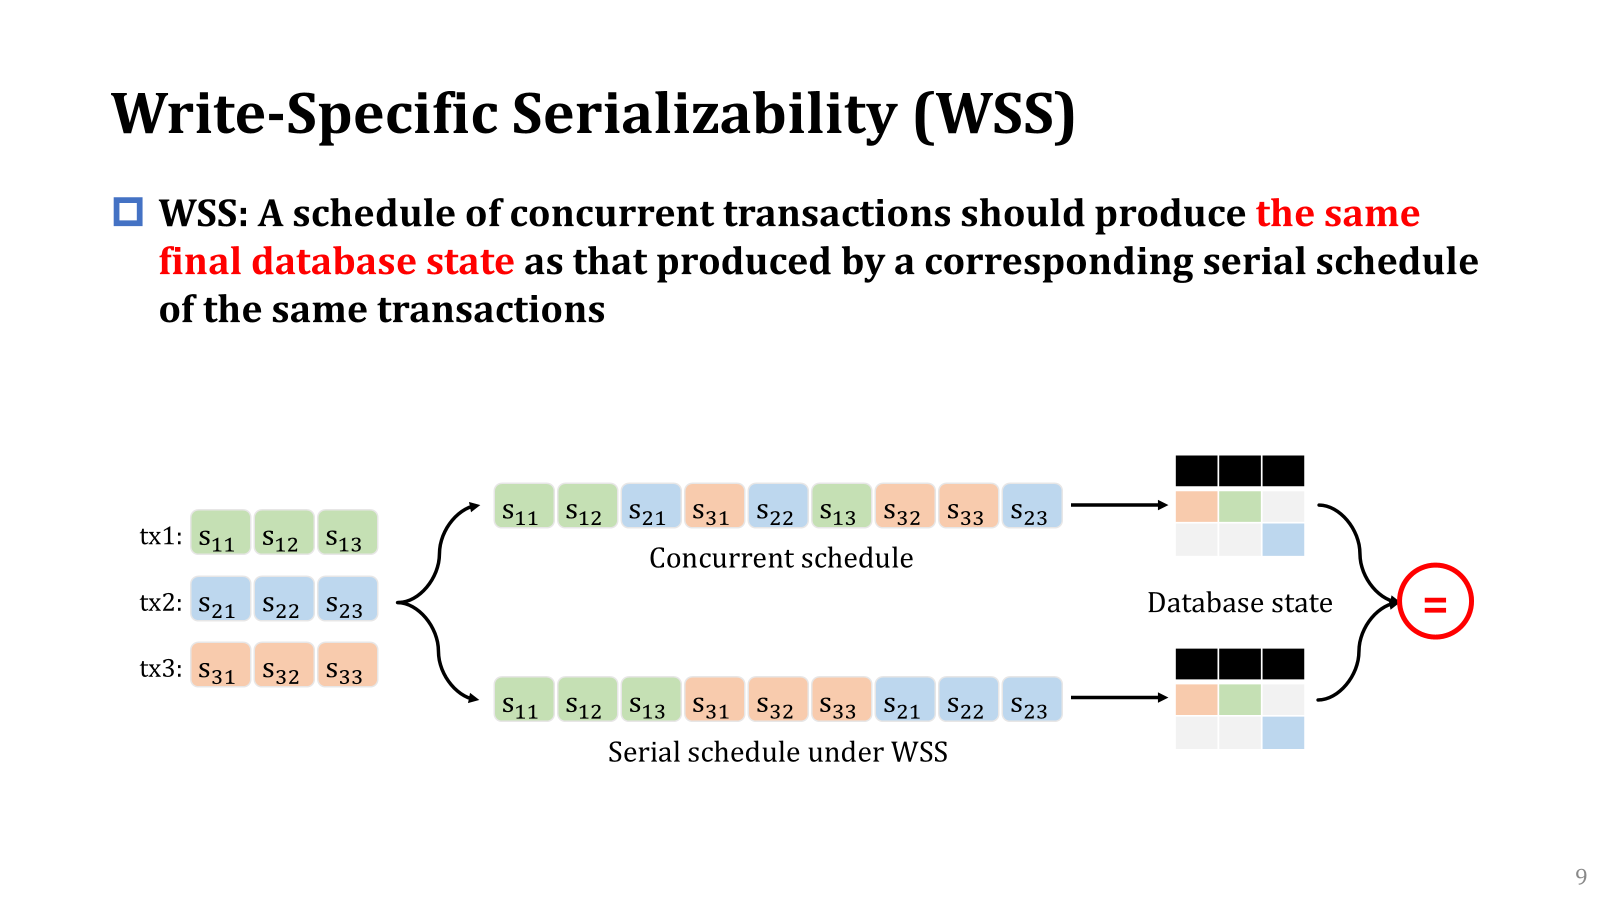 Write-Specific Serializability (WSS)
WSS: A schedule of concurrent transactions should produce the same
final database state as that produced by a corresponding serial schedule
of the same transactions
tx1: s11 s12 s13
tx2: s21 s22 s23
tx3: s31 s32 s33
s11 s12 s21 s31 s22 s13 s32 s33 s23
Concurrent schedule
Database state
=
s11 s12 s13 s31 s32 s33 s21 s22 s23
Serial schedule under WSS
9